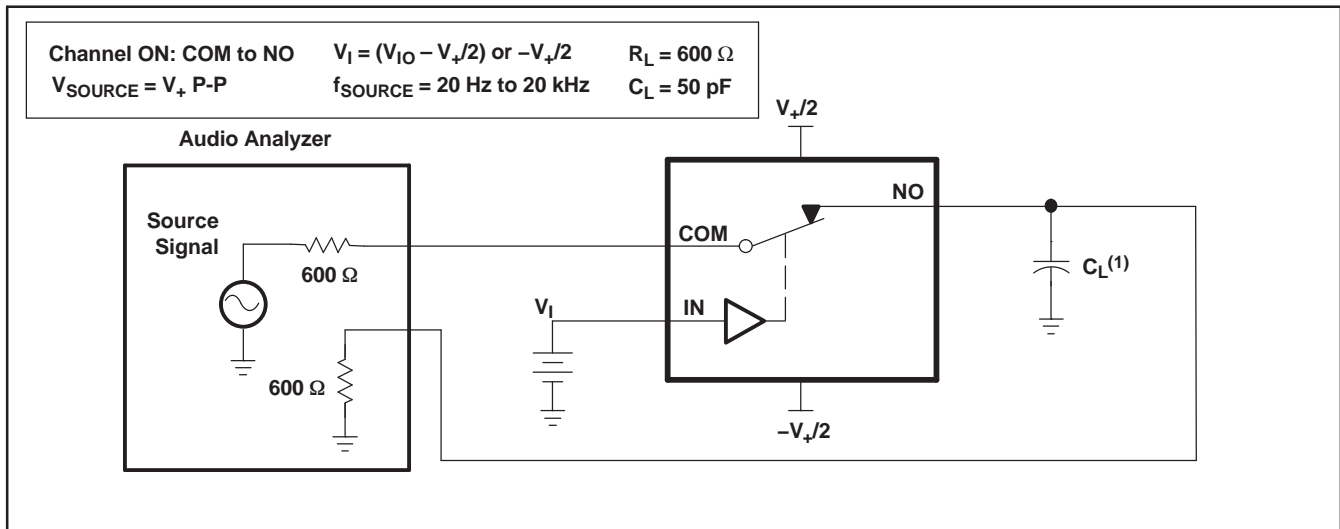 Channel ON: COM to NO V_I = (V_IO – V_+/2) or –V_+/2 R_L = 600 Ω
V_SOURCE = V_+ P-P f_SOURCE = 20 Hz to 20 kHz C_L = 50 pF
Audio Analyzer
V_+/2
NO
Source
Signal
COM
600 Ω
C_L(1)
V_I
IN
600 Ω
–V_+/2